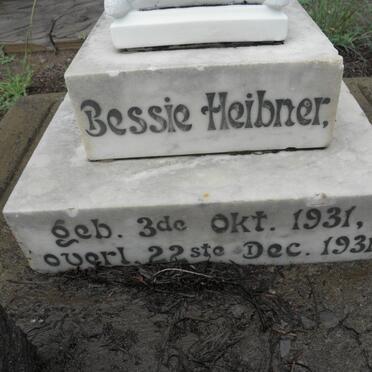 Bessie Heibner,
geb. 3de Okt. 1931,
overl. 22ste Dec. 1931